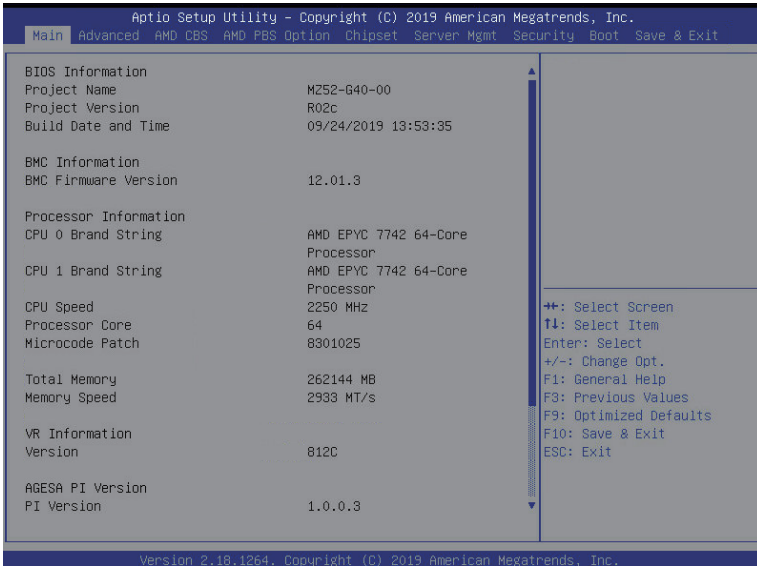 Aptio Setup Utility – Copyright (C) 2019 American Megatrends, Inc.
Main Advanced AMD CBS AMD PBS Option Chipset Server Mgmt Security Boot Save & Exit
BIOS Information
Project Name MZ52-G40-00
Project Version R02c
Build Date and Time 09/24/2019 13:53:35
BMC Information
BMC Firmware Version 12.01.3
Processor Information
CPU 0 Brand String AMD EPYC 7742 64-Core
Processor
CPU 1 Brand String AMD EPYC 7742 64-Core
Processor
CPU Speed 2250 MHz
Processor Core 64
Microcode Patch 8301025
Total Memory 262144 MB
Memory Speed 2933 MT/s
VR Information
Version 812C
AGESA PI Version
PI Version 1.0.0.3
→←: Select Screen
↑↓: Select Item
Enter: Select
+/-: Change Opt.
F1: General Help
F3: Previous Values
F9: Optimized Defaults
F10: Save & Exit
ESC: Exit
Version 2.18.1264. Copyright (C) 2019 American Megatrends, Inc.